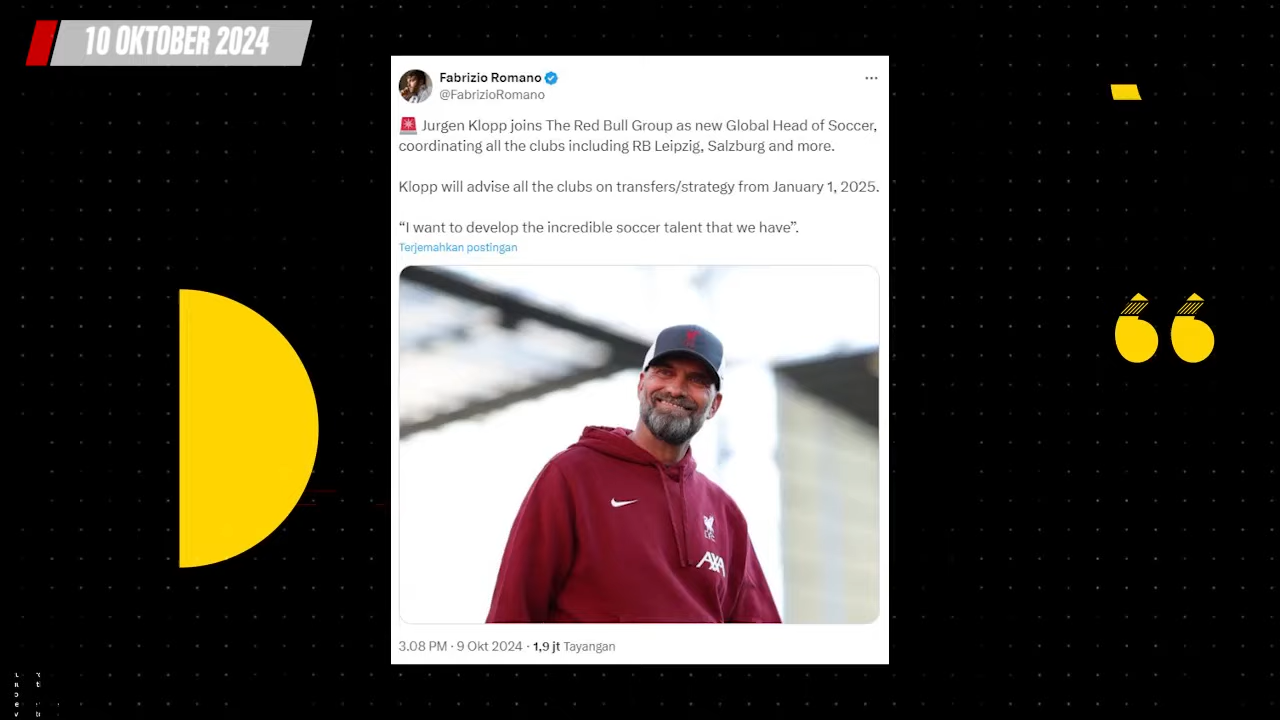 10 OKTOBER 2024
Fabrizio Romano
@FabrizioRomano
🚨 Jurgen Klopp joins The Red Bull Group as new Global Head of Soccer,
coordinating all the clubs including RB Leipzig, Salzburg and more.
Klopp will advise all the clubs on transfers/strategy from January 1, 2025.
“I want to develop the incredible soccer talent that we have”.
Terjemahkan postingan
AXA
3.08 PM · 9 Okt 2024 · 1,9 jt Tayangan